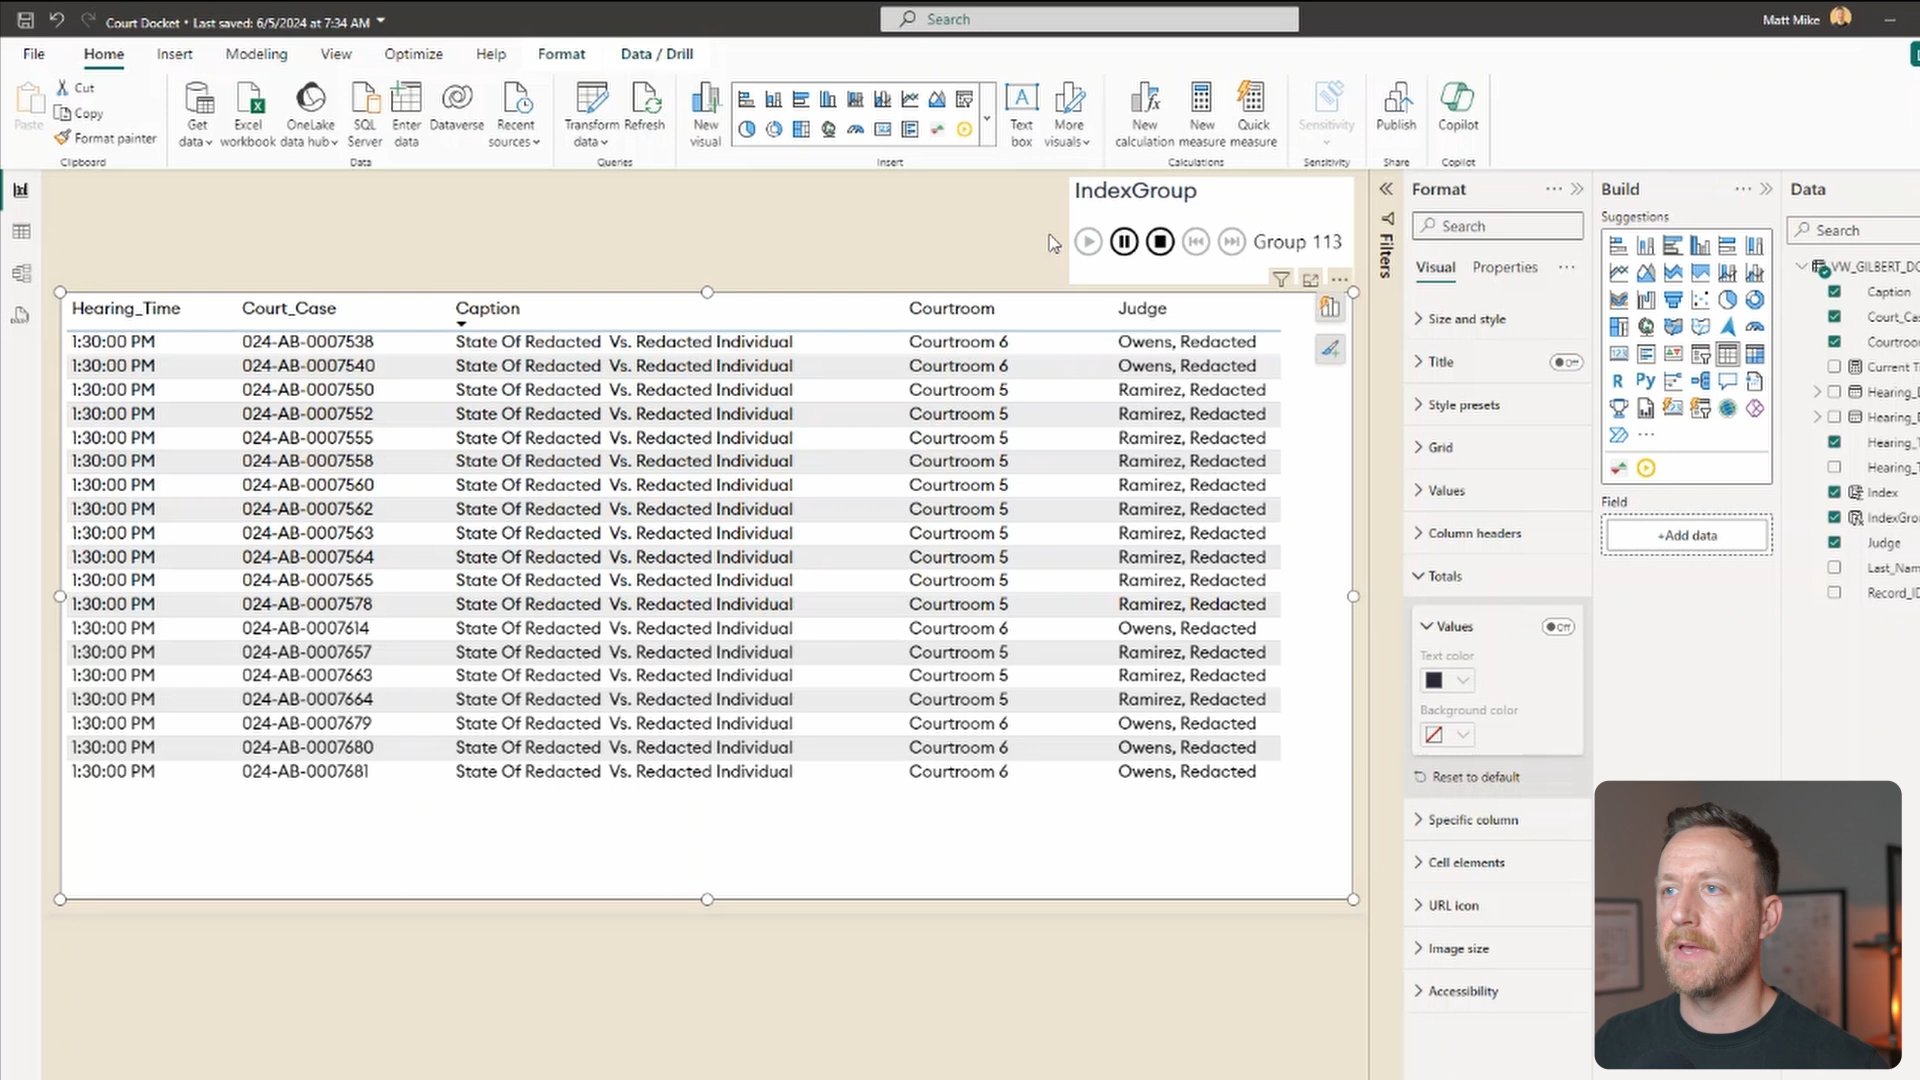 Court Docket • Last saved: 6/5/2024 at 7:34 AM
Search
Matt Mike
File
Home
Insert
Modeling
View
Optimize
Help
Format
Data / Drill
Paste
Cut
Copy
Format painter
Clipboard
Get data
Excel workbook
OneLake data hub
SQL Server
Enter data
Dataverse
Recent sources
Data
Transform data
Refresh
Queries
New visual
Text box
More visuals
Insert
New calculation
New measure
Quick measure
Calculations
Sensitivity
Sensitivity
Publish
Share
Copilot
Copilot
IndexGroup
Group 113
Hearing_Time Court_Case Caption Courtroom Judge
1:30:00 PM 024-AB-0007538 State Of Redacted Vs. Redacted Individual Courtroom 6 Owens, Redacted
1:30:00 PM 024-AB-0007540 State Of Redacted Vs. Redacted Individual Courtroom 6 Owens, Redacted
1:30:00 PM 024-AB-0007550 State Of Redacted Vs. Redacted Individual Courtroom 5 Ramirez, Redacted
1:30:00 PM 024-AB-0007552 State Of Redacted Vs. Redacted Individual Courtroom 5 Ramirez, Redacted
1:30:00 PM 024-AB-0007555 State Of Redacted Vs. Redacted Individual Courtroom 5 Ramirez, Redacted
1:30:00 PM 024-AB-0007558 State Of Redacted Vs. Redacted Individual Courtroom 5 Ramirez, Redacted
1:30:00 PM 024-AB-0007560 State Of Redacted Vs. Redacted Individual Courtroom 5 Ramirez, Redacted
1:30:00 PM 024-AB-0007562 State Of Redacted Vs. Redacted Individual Courtroom 5 Ramirez, Redacted
1:30:00 PM 024-AB-0007563 State Of Redacted Vs. Redacted Individual Courtroom 5 Ramirez, Redacted
1:30:00 PM 024-AB-0007564 State Of Redacted Vs. Redacted Individual Courtroom 5 Ramirez, Redacted
1:30:00 PM 024-AB-0007565 State Of Redacted Vs. Redacted Individual Courtroom 5 Ramirez, Redacted
1:30:00 PM 024-AB-0007578 State Of Redacted Vs. Redacted Individual Courtroom 5 Ramirez, Redacted
1:30:00 PM 024-AB-0007614 State Of Redacted Vs. Redacted Individual Courtroom 6 Owens, Redacted
1:30:00 PM 024-AB-0007657 State Of Redacted Vs. Redacted Individual Courtroom 5 Ramirez, Redacted
1:30:00 PM 024-AB-0007663 State Of Redacted Vs. Redacted Individual Courtroom 5 Ramirez, Redacted
1:30:00 PM 024-AB-0007664 State Of Redacted Vs. Redacted Individual Courtroom 5 Ramirez, Redacted
1:30:00 PM 024-AB-0007679 State Of Redacted Vs. Redacted Individual Courtroom 6 Owens, Redacted
1:30:00 PM 024-AB-0007680 State Of Redacted Vs. Redacted Individual Courtroom 6 Owens, Redacted
1:30:00 PM 024-AB-0007681 State Of Redacted Vs. Redacted Individual Courtroom 6 Owens, Redacted
Filters
Format
Search
Visual
Properties
Size and style
Title
Off
Style presets
Grid
Values
Column headers
Totals
Values
Off
Text color
Background color
Reset to default
Specific column
Cell elements
URL icon
Image size
Accessibility
Build
Suggestions
R
Py
123
Field
+Add data
Data
Search
VW_GILBERT_DO
Caption
Court_Ca
Courtroo
Current Ti
Hearing_
Hearing_
Hearing_T
Hearing_T
Index
IndexGro
Judge
Last_Nam
Record_ID